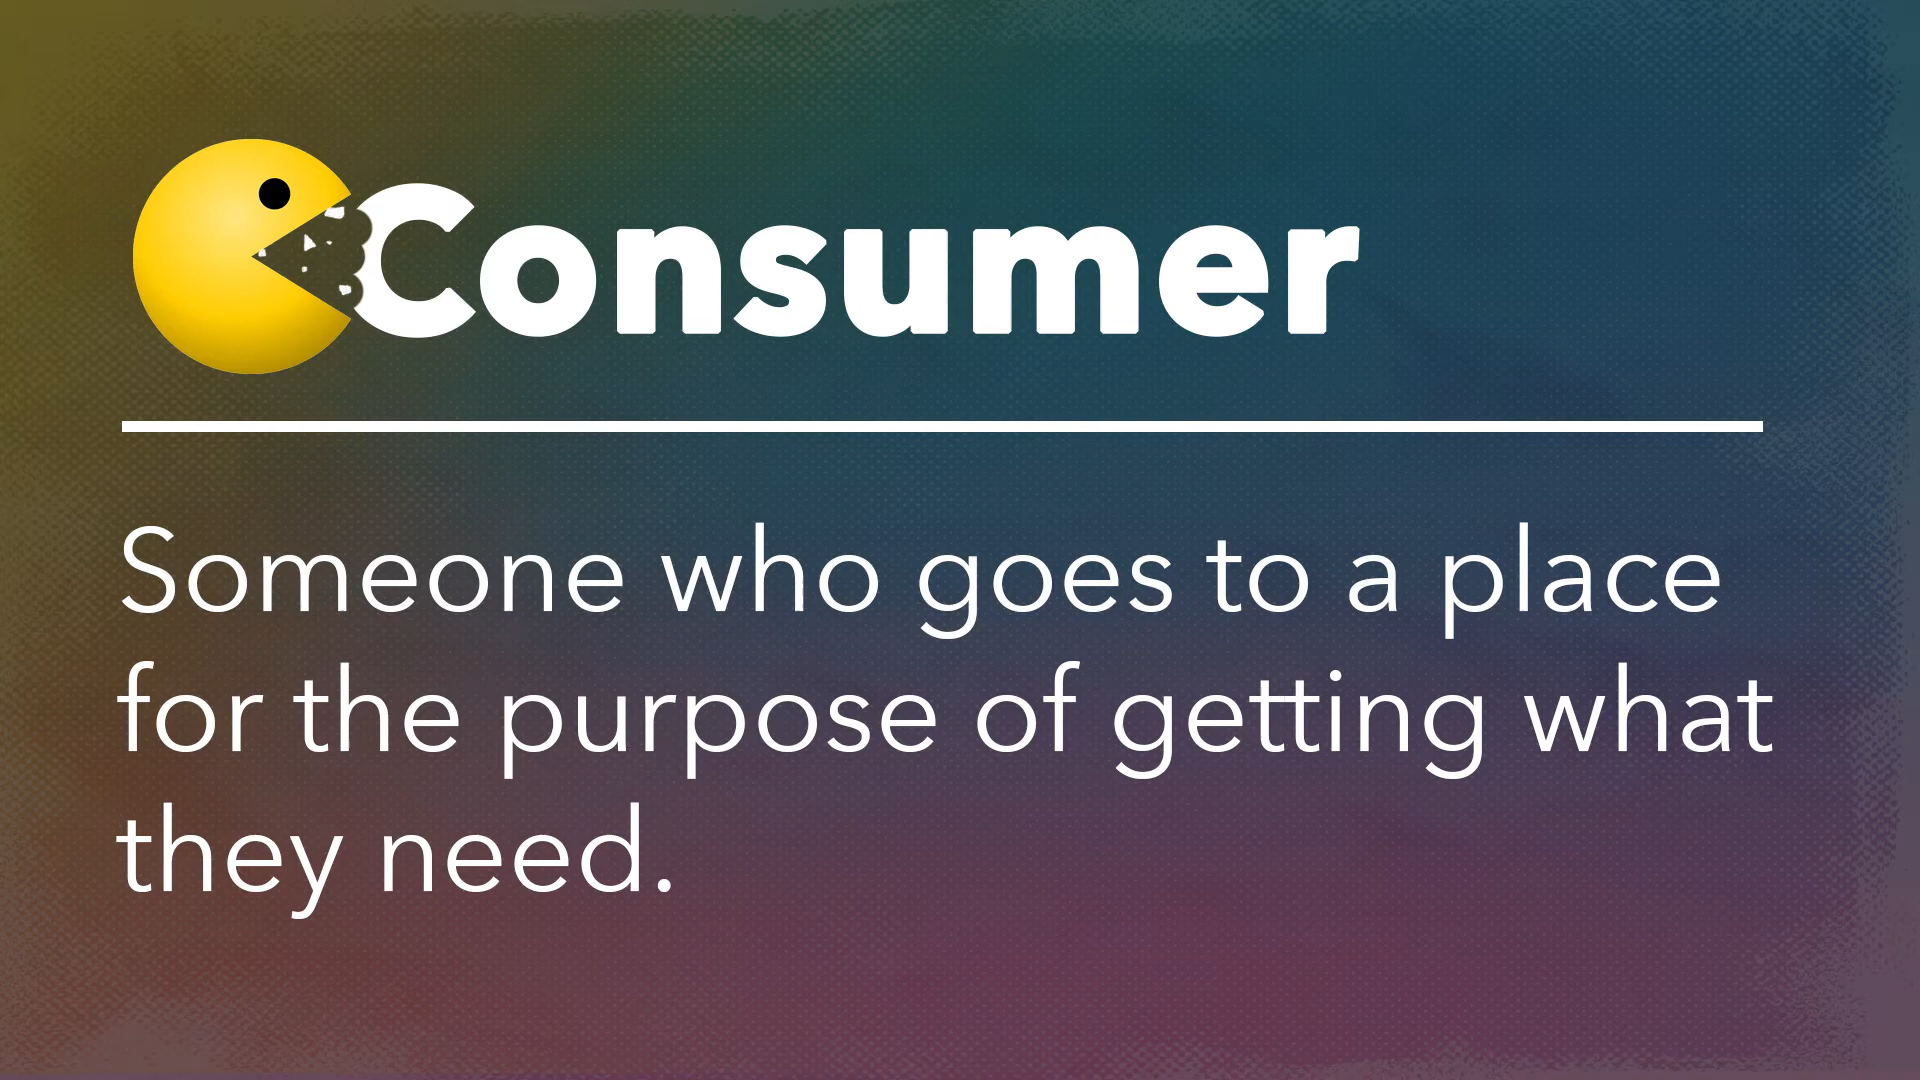 Consumer
Someone who goes to a place
for the purpose of getting what
they need.